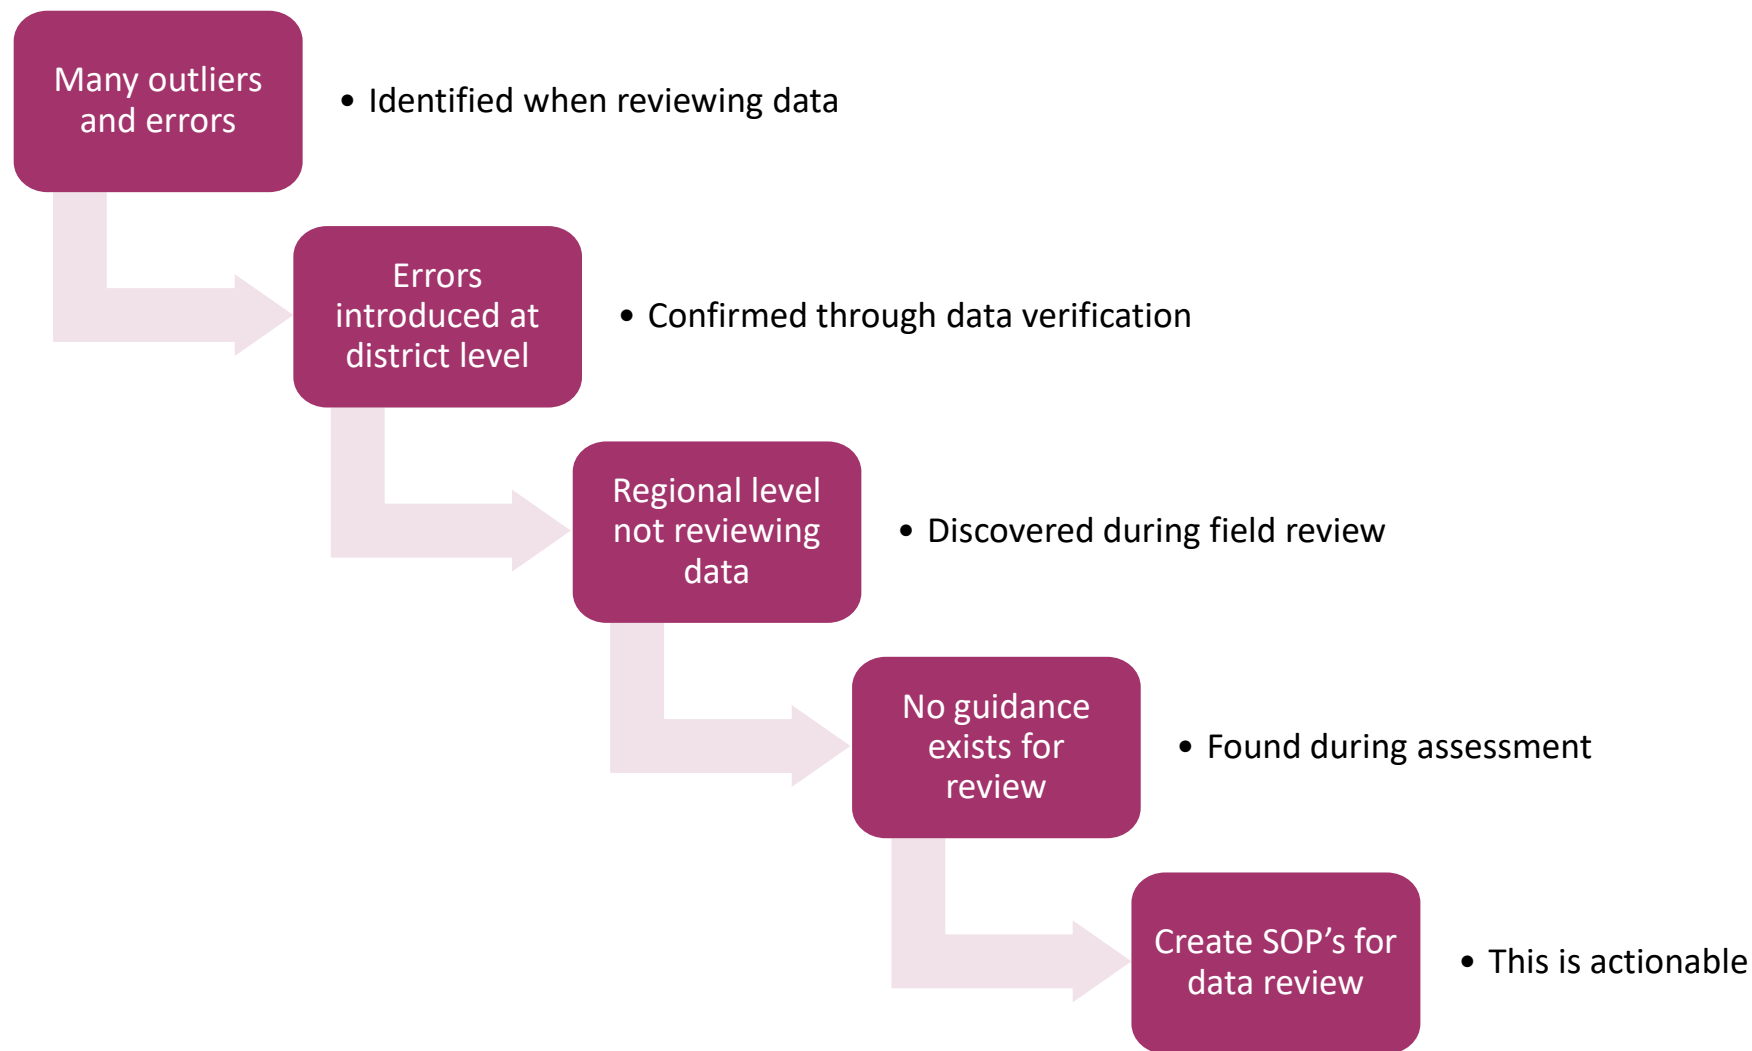 Many outliers
and errors
• Identified when reviewing data
Errors
introduced at
district level
• Confirmed through data verification
Regional level
not reviewing
data
• Discovered during field review
No guidance
exists for
review
• Found during assessment
Create SOP’s for
data review
• This is actionable